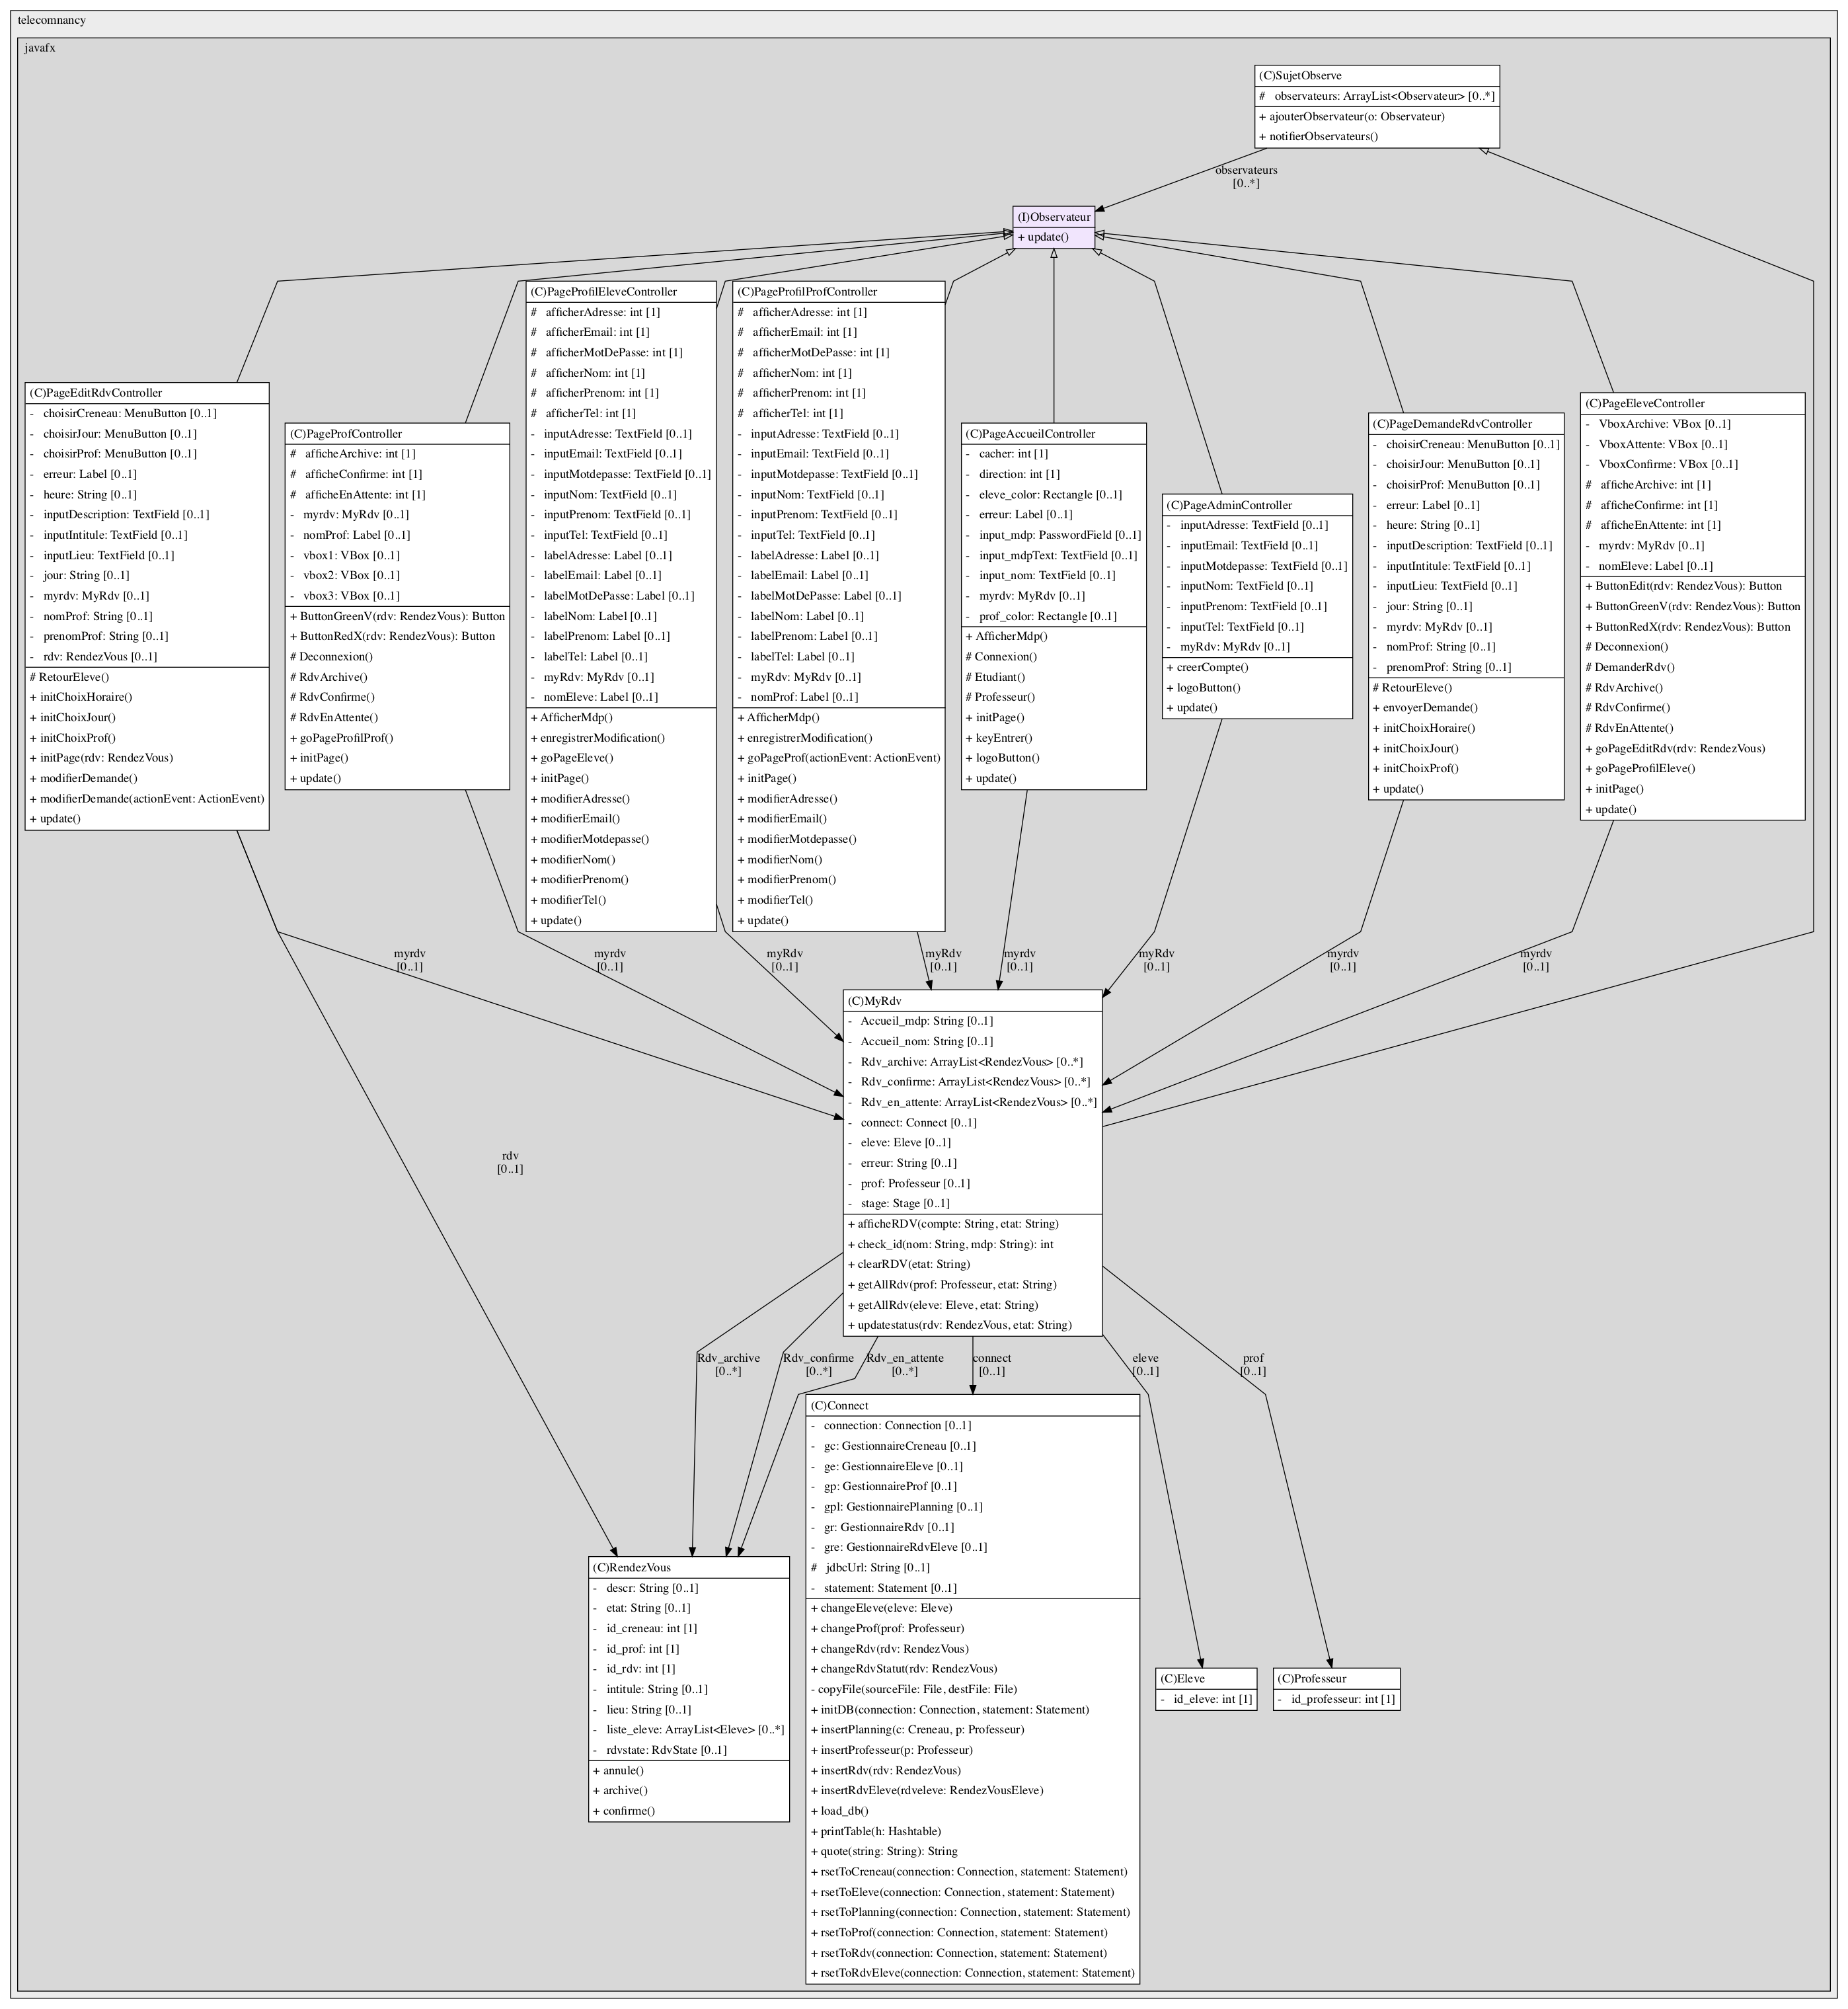 telecomnancy
javafx
(C)SujetObserve
# observateurs: ArrayList<Observateur> [0..*]
+ ajouterObservateur(o: Observateur)
+ notifierObservateurs()
observateurs
[0..*]
(I)Observateur
+ update()
(C)PageEditRdvController
- choisirCreneau: MenuButton [0..1]
- choisirJour: MenuButton [0..1]
- choisirProf: MenuButton [0..1]
- erreur: Label [0..1]
- heure: String [0..1]
- inputDescription: TextField [0..1]
- inputIntitule: TextField [0..1]
- inputLieu: TextField [0..1]
- jour: String [0..1]
- myrdv: MyRdv [0..1]
- nomProf: String [0..1]
- prenomProf: String [0..1]
- rdv: RendezVous [0..1]
# RetourEleve()
+ initChoixHoraire()
+ initChoixJour()
+ initChoixProf()
+ initPage(rdv: RendezVous)
+ modifierDemande()
+ modifierDemande(actionEvent: ActionEvent)
+ update()
(C)PageProfController
# afficheArchive: int [1]
# afficheConfirme: int [1]
# afficheEnAttente: int [1]
- myrdv: MyRdv [0..1]
- nomProf: Label [0..1]
- vbox1: VBox [0..1]
- vbox2: VBox [0..1]
- vbox3: VBox [0..1]
+ ButtonGreenV(rdv: RendezVous): Button
+ ButtonRedX(rdv: RendezVous): Button
# Deconnexion()
# RdvArchive()
# RdvConfirme()
# RdvEnAttente()
+ goPageProfilProf()
+ initPage()
+ update()
(C)PageProfilEleveController
# afficherAdresse: int [1]
# afficherEmail: int [1]
# afficherMotDePasse: int [1]
# afficherNom: int [1]
# afficherPrenom: int [1]
# afficherTel: int [1]
- inputAdresse: TextField [0..1]
- inputEmail: TextField [0..1]
- inputMotdepasse: TextField [0..1]
- inputNom: TextField [0..1]
- inputPrenom: TextField [0..1]
- inputTel: TextField [0..1]
- labelAdresse: Label [0..1]
- labelEmail: Label [0..1]
- labelMotDePasse: Label [0..1]
- labelNom: Label [0..1]
- labelPrenom: Label [0..1]
- labelTel: Label [0..1]
- myRdv: MyRdv [0..1]
- nomEleve: Label [0..1]
+ AfficherMdp()
+ enregistrerModification()
+ goPageEleve()
+ initPage()
+ modifierAdresse()
+ modifierEmail()
+ modifierMotdepasse()
+ modifierNom()
+ modifierPrenom()
+ modifierTel()
+ update()
(C)PageProfilProfController
# afficherAdresse: int [1]
# afficherEmail: int [1]
# afficherMotDePasse: int [1]
# afficherNom: int [1]
# afficherPrenom: int [1]
# afficherTel: int [1]
- inputAdresse: TextField [0..1]
- inputEmail: TextField [0..1]
- inputMotdepasse: TextField [0..1]
- inputNom: TextField [0..1]
- inputPrenom: TextField [0..1]
- inputTel: TextField [0..1]
- labelAdresse: Label [0..1]
- labelEmail: Label [0..1]
- labelMotDePasse: Label [0..1]
- labelNom: Label [0..1]
- labelPrenom: Label [0..1]
- labelTel: Label [0..1]
- myRdv: MyRdv [0..1]
- nomProf: Label [0..1]
+ AfficherMdp()
+ enregistrerModification()
+ goPageProf(actionEvent: ActionEvent)
+ initPage()
+ modifierAdresse()
+ modifierEmail()
+ modifierMotdepasse()
+ modifierNom()
+ modifierPrenom()
+ modifierTel()
+ update()
(C)PageAccueilController
- cacher: int [1]
- direction: int [1]
- eleve_color: Rectangle [0..1]
- erreur: Label [0..1]
- input_mdp: PasswordField [0..1]
- input_mdpText: TextField [0..1]
- input_nom: TextField [0..1]
- myrdv: MyRdv [0..1]
- prof_color: Rectangle [0..1]
+ AfficherMdp()
# Connexion()
# Etudiant()
# Professeur()
+ initPage()
+ keyEntrer()
+ logoButton()
+ update()
(C)PageAdminController
- inputAdresse: TextField [0..1]
- inputEmail: TextField [0..1]
- inputMotdepasse: TextField [0..1]
- inputNom: TextField [0..1]
- inputPrenom: TextField [0..1]
- inputTel: TextField [0..1]
- myRdv: MyRdv [0..1]
+ creerCompte()
+ logoButton()
+ update()
(C)PageDemandeRdvController
- choisirCreneau: MenuButton [0..1]
- choisirJour: MenuButton [0..1]
- choisirProf: MenuButton [0..1]
- erreur: Label [0..1]
- heure: String [0..1]
- inputDescription: TextField [0..1]
- inputIntitule: TextField [0..1]
- inputLieu: TextField [0..1]
- jour: String [0..1]
- myrdv: MyRdv [0..1]
- nomProf: String [0..1]
- prenomProf: String [0..1]
# RetourEleve()
+ envoyerDemande()
+ initChoixHoraire()
+ initChoixJour()
+ initChoixProf()
+ update()
(C)PageEleveController
- VboxArchive: VBox [0..1]
- VboxAttente: VBox [0..1]
- VboxConfirme: VBox [0..1]
# afficheArchive: int [1]
# afficheConfirme: int [1]
# afficheEnAttente: int [1]
- myrdv: MyRdv [0..1]
- nomEleve: Label [0..1]
+ ButtonEdit(rdv: RendezVous): Button
+ ButtonGreenV(rdv: RendezVous): Button
+ ButtonRedX(rdv: RendezVous): Button
# Deconnexion()
# DemanderRdv()
# RdvArchive()
# RdvConfirme()
# RdvEnAttente()
+ goPageEditRdv(rdv: RendezVous)
+ goPageProfilEleve()
+ initPage()
+ update()
myrdv
[0..1]
myrdv
[0..1]
myRdv
[0..1]
myRdv
[0..1]
myrdv
[0..1]
myRdv
[0..1]
myrdv
[0..1]
myrdv
[0..1]
(C)MyRdv
- Accueil_mdp: String [0..1]
- Accueil_nom: String [0..1]
- Rdv_archive: ArrayList<RendezVous> [0..*]
- Rdv_confirme: ArrayList<RendezVous> [0..*]
- Rdv_en_attente: ArrayList<RendezVous> [0..*]
- connect: Connect [0..1]
- eleve: Eleve [0..1]
- erreur: String [0..1]
- prof: Professeur [0..1]
- stage: Stage [0..1]
+ afficheRDV(compte: String, etat: String)
+ check_id(nom: String, mdp: String): int
+ clearRDV(etat: String)
+ getAllRdv(prof: Professeur, etat: String)
+ getAllRdv(eleve: Eleve, etat: String)
+ updatestatus(rdv: RendezVous, etat: String)
rdv
[0..1]
Rdv_archive
[0..*]
Rdv_confirme
[0..*]
Rdv_en_attente
[0..*]
connect
[0..1]
eleve
[0..1]
prof
[0..1]
(C)RendezVous
- descr: String [0..1]
- etat: String [0..1]
- id_creneau: int [1]
- id_prof: int [1]
- id_rdv: int [1]
- intitule: String [0..1]
- lieu: String [0..1]
- liste_eleve: ArrayList<Eleve> [0..*]
- rdvstate: RdvState [0..1]
+ annule()
+ archive()
+ confirme()
(C)Connect
- connection: Connection [0..1]
- gc: GestionnaireCreneau [0..1]
- ge: GestionnaireEleve [0..1]
- gp: GestionnaireProf [0..1]
- gpl: GestionnairePlanning [0..1]
- gr: GestionnaireRdv [0..1]
- gre: GestionnaireRdvEleve [0..1]
# jdbcUrl: String [0..1]
- statement: Statement [0..1]
+ changeEleve(eleve: Eleve)
+ changeProf(prof: Professeur)
+ changeRdv(rdv: RendezVous)
+ changeRdvStatut(rdv: RendezVous)
- copyFile(sourceFile: File, destFile: File)
+ initDB(connection: Connection, statement: Statement)
+ insertPlanning(c: Creneau, p: Professeur)
+ insertProfesseur(p: Professeur)
+ insertRdv(rdv: RendezVous)
+ insertRdvEleve(rdveleve: RendezVousEleve)
+ load_db()
+ printTable(h: Hashtable)
+ quote(string: String): String
+ rsetToCreneau(connection: Connection, statement: Statement)
+ rsetToEleve(connection: Connection, statement: Statement)
+ rsetToPlanning(connection: Connection, statement: Statement)
+ rsetToProf(connection: Connection, statement: Statement)
+ rsetToRdv(connection: Connection, statement: Statement)
+ rsetToRdvEleve(connection: Connection, statement: Statement)
(C)Eleve
- id_eleve: int [1]
(C)Professeur
- id_professeur: int [1]